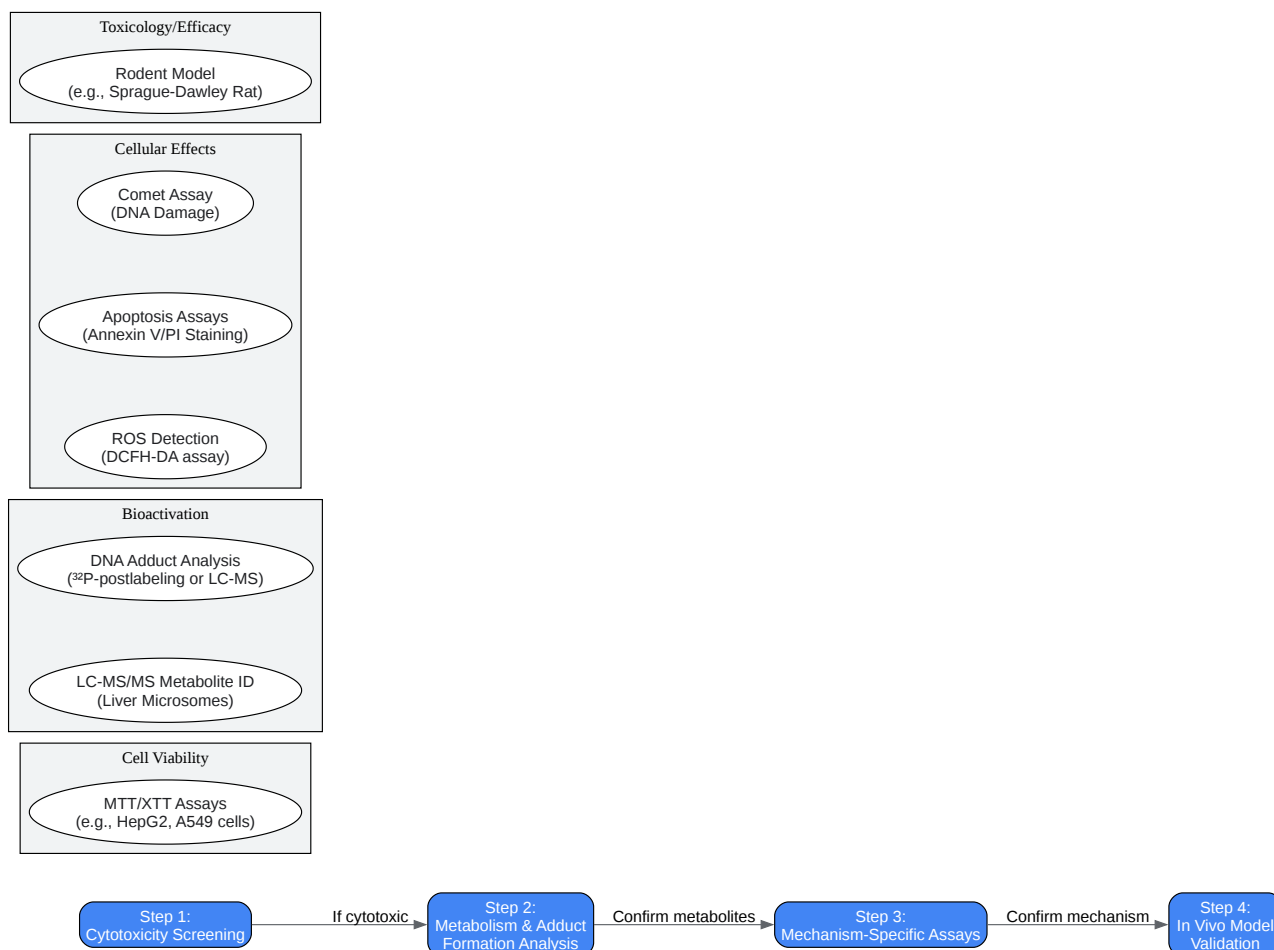 Toxicology/Efficacy
Rodent Model
(e.g., Sprague-Dawley Rat)
Cellular Effects
Comet Assay
(DNA Damage)
Apoptosis Assays
(Annexin V/PI Staining)
ROS Detection
(DCFH-DA assay)
Bioactivation
DNA Adduct Analysis
(³²P-postlabeling or LC-MS)
LC-MS/MS Metabolite ID
(Liver Microsomes)
Cell Viability
MTT/XTT Assays
(e.g., HepG2, A549 cells)
Step 1:
Cytotoxicity Screening
If cytotoxic
Step 2:
Metabolism & Adduct
Formation Analysis
Confirm metabolites
Step 3:
Mechanism-Specific Assays
Confirm mechanism
Step 4:
In Vivo Model
Validation